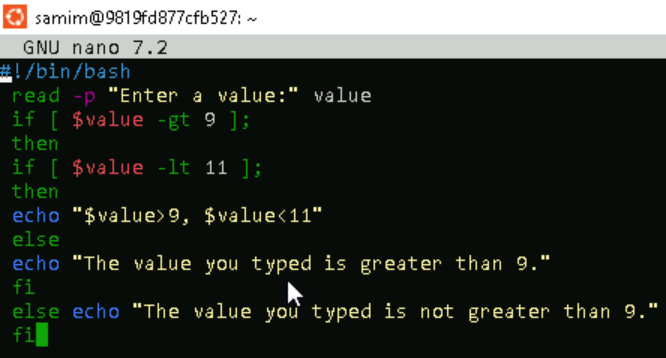 samim@9819fd877cfb527: ~
GNU nano 7.2
#!/bin/bash
read -p "Enter a value:" value
if [ $value -gt 9 ];
then
if [ $value -lt 11 ];
then
echo "$value>9, $value<11"
else
echo "The value you typed is greater than 9."
fi
else echo "The value you typed is not greater than 9."
fi